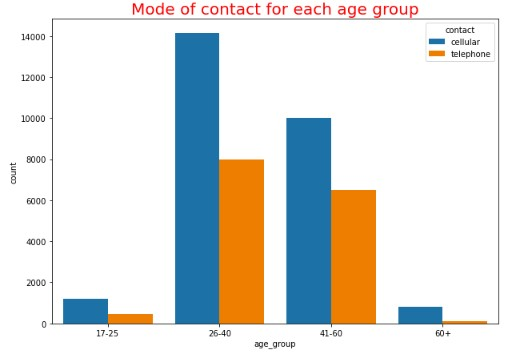 Mode of contact for each age group
contact
cellular
telephone
14000
12000
10000
8000
6000
4000
2000
0
count
17-25
26-40
41-60
60+
age_group